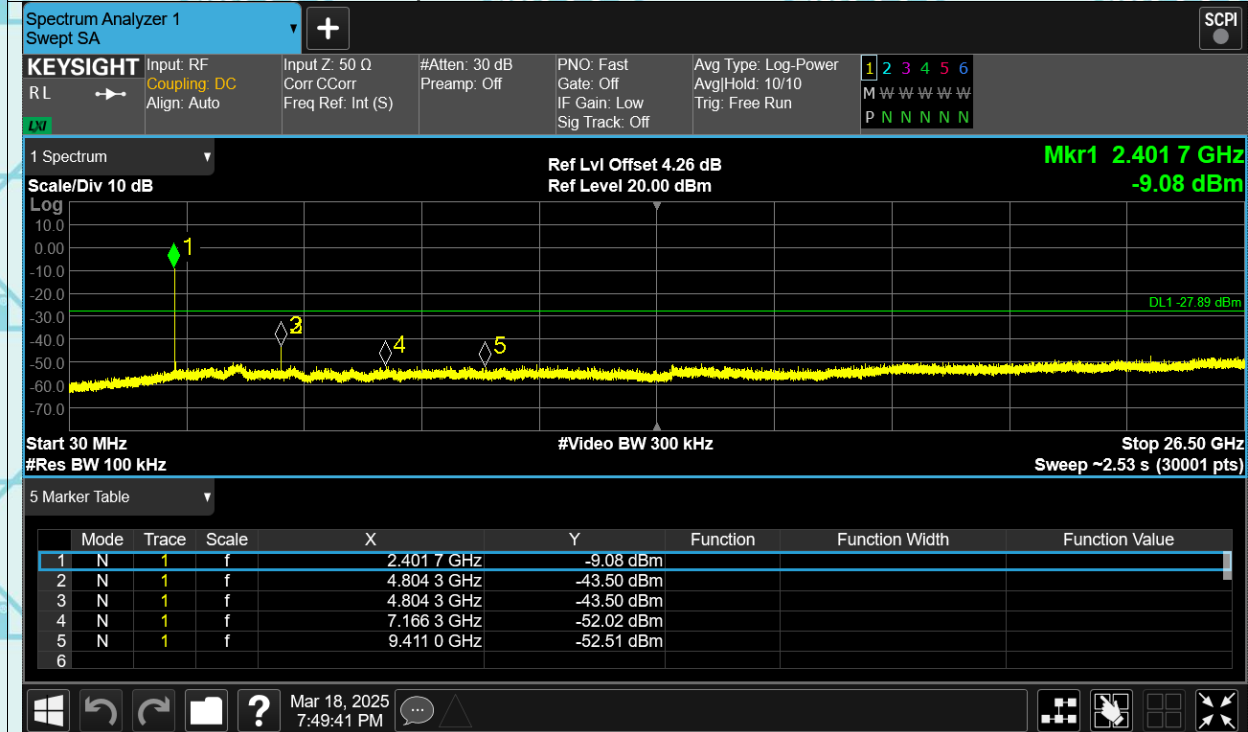 Spectrum Analyzer 1
Swept SA
SCPI
KEYSIGHT
R L
LXI
Input: RF
Coupling: DC
Align: Auto
Input Z: 50 Ω
Corr CCorr
Freq Ref: Int (S)
#Atten: 30 dB
Preamp: Off
PNO: Fast
Gate: Off
IF Gain: Low
Sig Track: Off
Avg Type: Log-Power
Avg|Hold: 10/10
Trig: Free Run
1 2 3 4 5 6
M W W W W W
P N N N N N
1 Spectrum
Ref Lvl Offset 4.26 dB
Mkr1 2.401 7 GHz
Scale/Div 10 dB
Ref Level 20.00 dBm
-9.08 dBm
Log
10.0
0.00
-10.0
-20.0
-30.0
-40.0
-50.0
-60.0
-70.0
1
3
4
5
DL1 -27.89 dBm
Start 30 MHz
#Video BW 300 kHz
Stop 26.50 GHz
#Res BW 100 kHz
Sweep ~2.53 s (30001 pts)
5 Marker Table
Mode Trace Scale X Y Function Function Width Function Value
1 N 1 f 2.401 7 GHz -9.08 dBm
2 N 1 f 4.804 3 GHz -43.50 dBm
3 N 1 f 4.804 3 GHz -43.50 dBm
4 N 1 f 7.166 3 GHz -52.02 dBm
5 N 1 f 9.411 0 GHz -52.51 dBm
6
?
Mar 18, 2025
7:49:41 PM